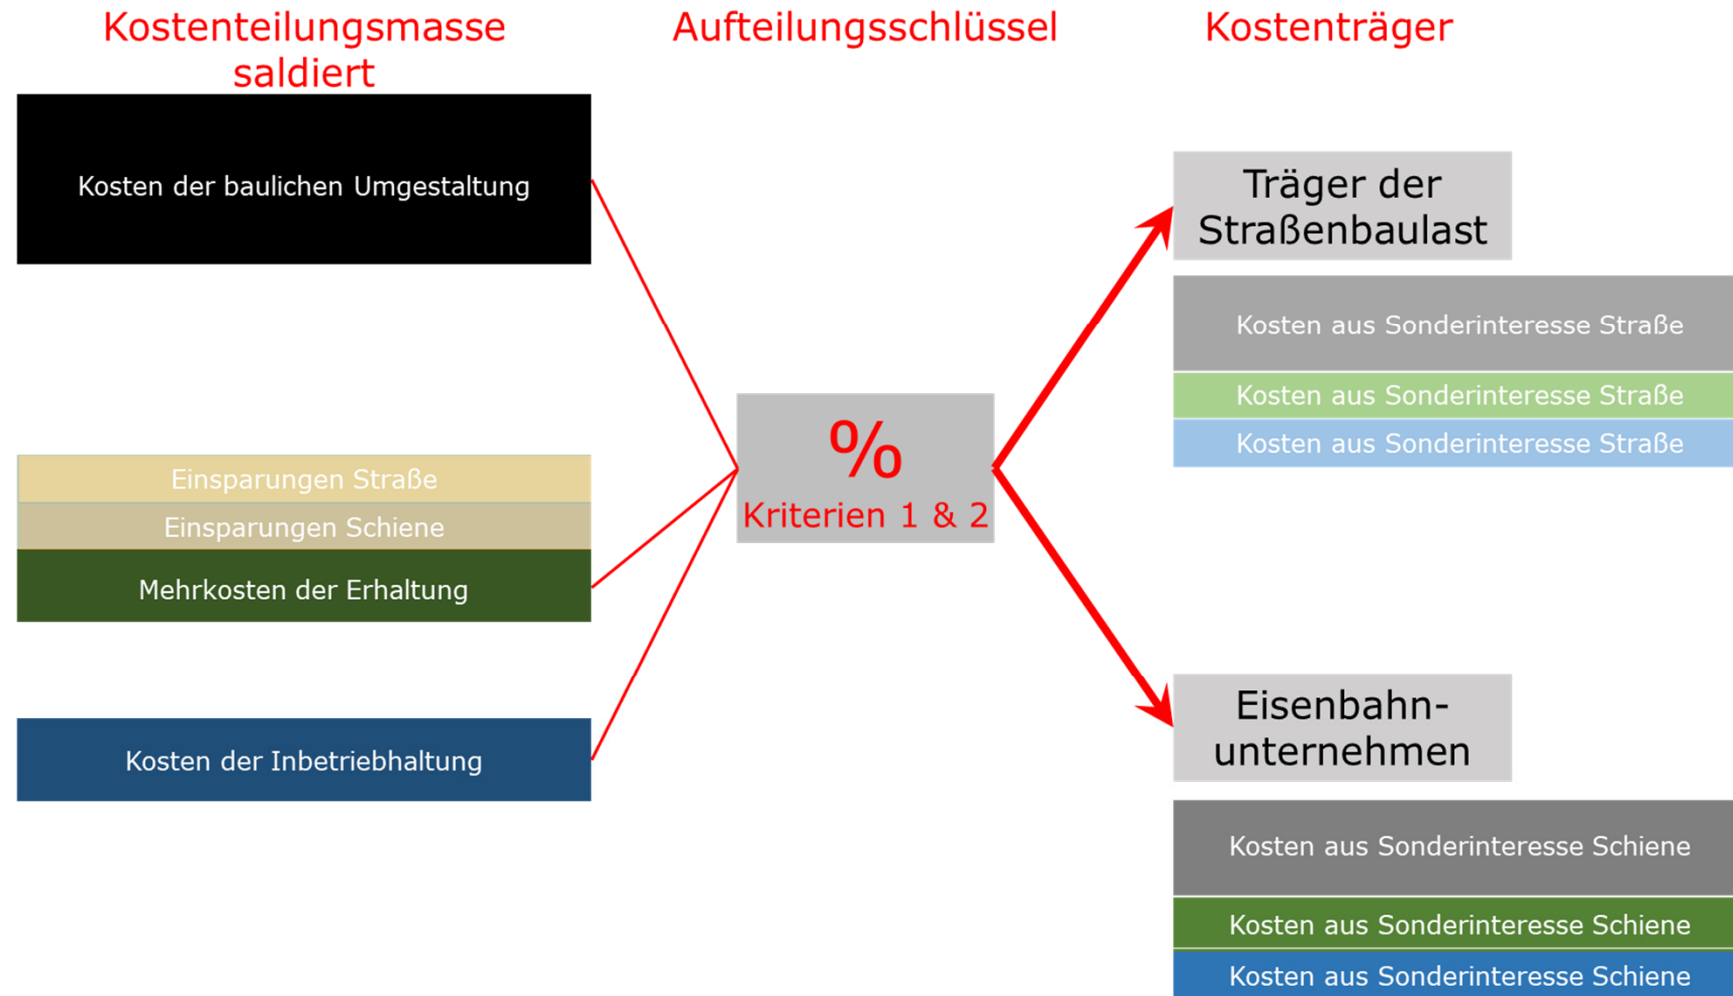 Kostenteilungsmasse
saldiert
Aufteilungsschlüssel
Kostenträger
Kosten der baulichen Umgestaltung
Einsparungen Straße
Einsparungen Schiene
Mehrkosten der Erhaltung
Kosten der Inbetriebhaltung
%
Kriterien 1 & 2
Träger der
Straßenbaulast
Kosten aus Sonderinteresse Straße
Kosten aus Sonderinteresse Straße
Kosten aus Sonderinteresse Straße
Eisenbahn-
unternehmen
Kosten aus Sonderinteresse Schiene
Kosten aus Sonderinteresse Schiene
Kosten aus Sonderinteresse Schiene